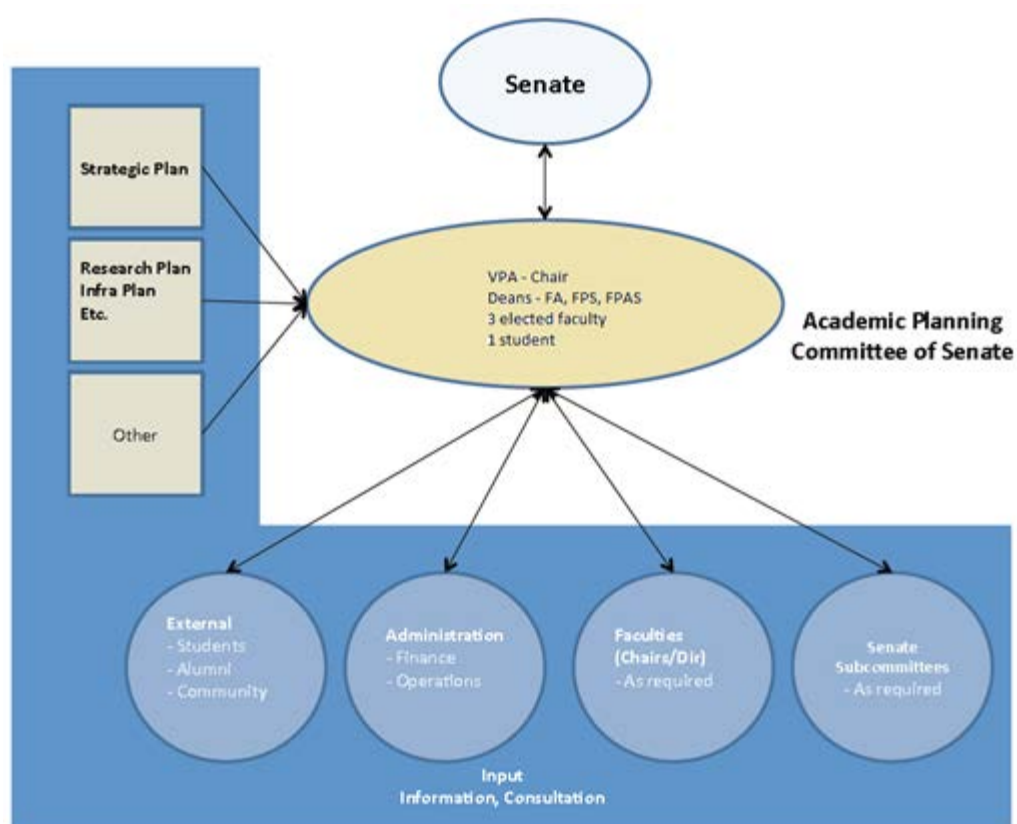 Senate
Strategic Plan
Research Plan
Infra Plan
Etc.
Other
VPA - Chair
Deans - FA, FPS, FPAS
3 elected faculty
1 student
Academic Planning
Committee of Senate
External
- Students
- Alumni
- Community
Administration
- Finance
- Operations
Faculties
(Chairs/Dir)
- As required
Senate
Subcommittees
- As required
Input
Information, Consultation